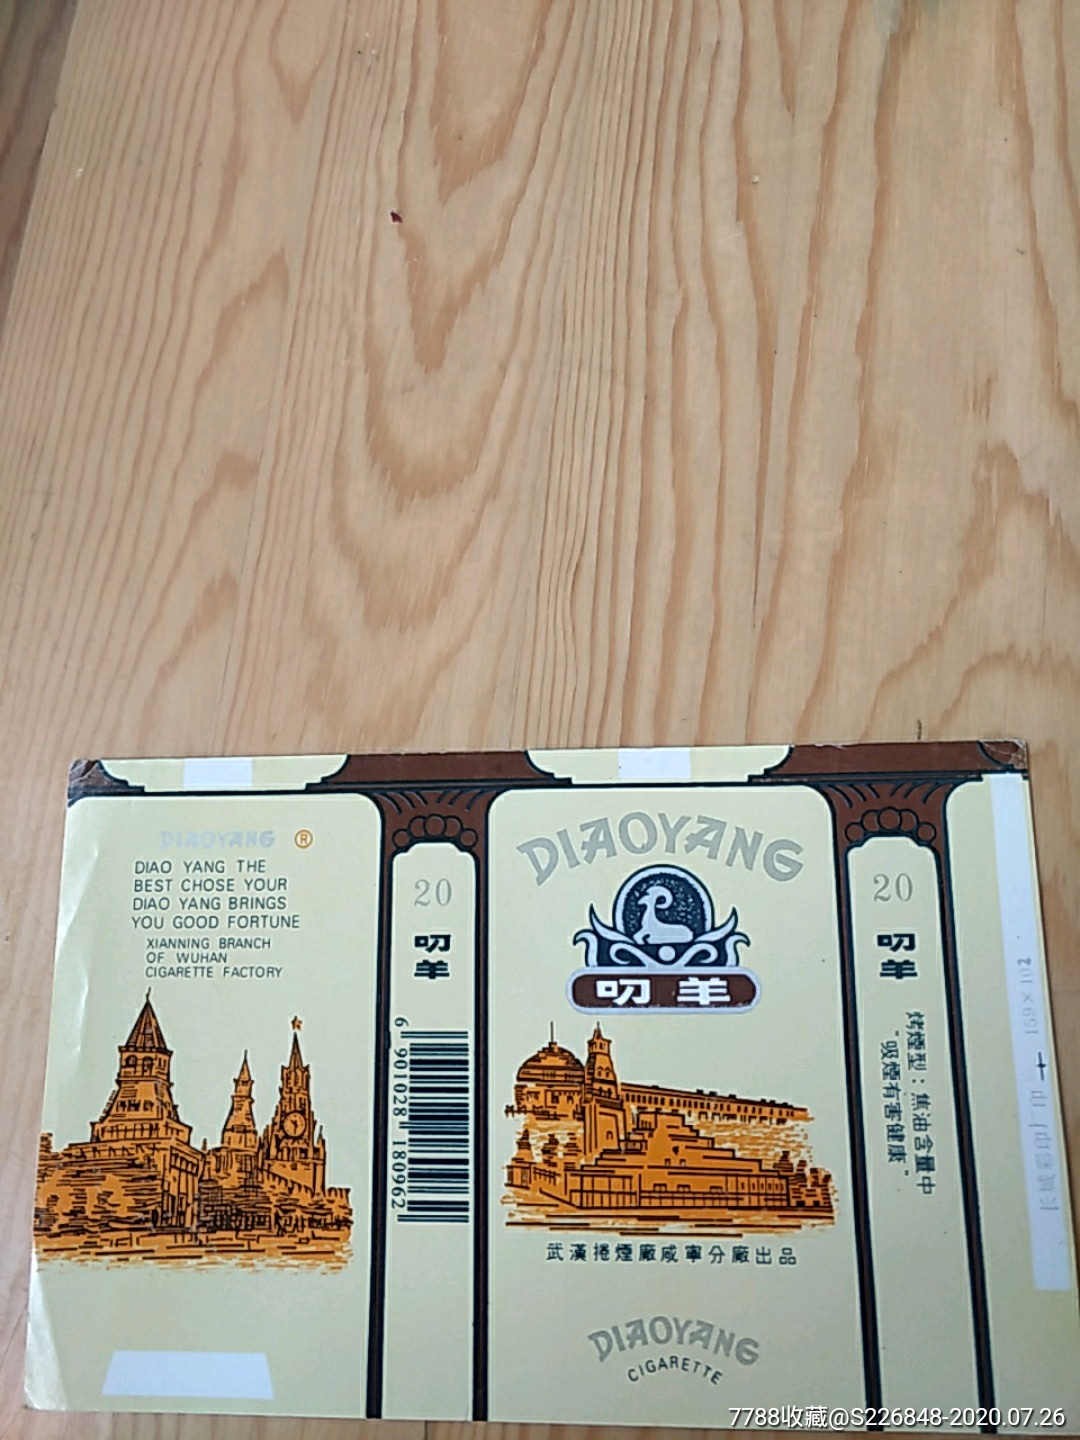 DIAOYANG ®
DIAO YANG THE
BEST CHOSE YOUR
DIAO YANG BRINGS
YOU GOOD FORTUNE
XIANNING BRANCH
OF WUHAN
CIGARETTE FACTORY
20
叼羊
6 901028 180962
DIAOYANG
叼羊
武漢捲煙廠咸寧分廠出品
DIAOYANG
CIGARETTE
20
叼羊
烤煙型：焦油含量中
"吸煙有害健康"
159×102
7788收藏@S226848-2020.07.26